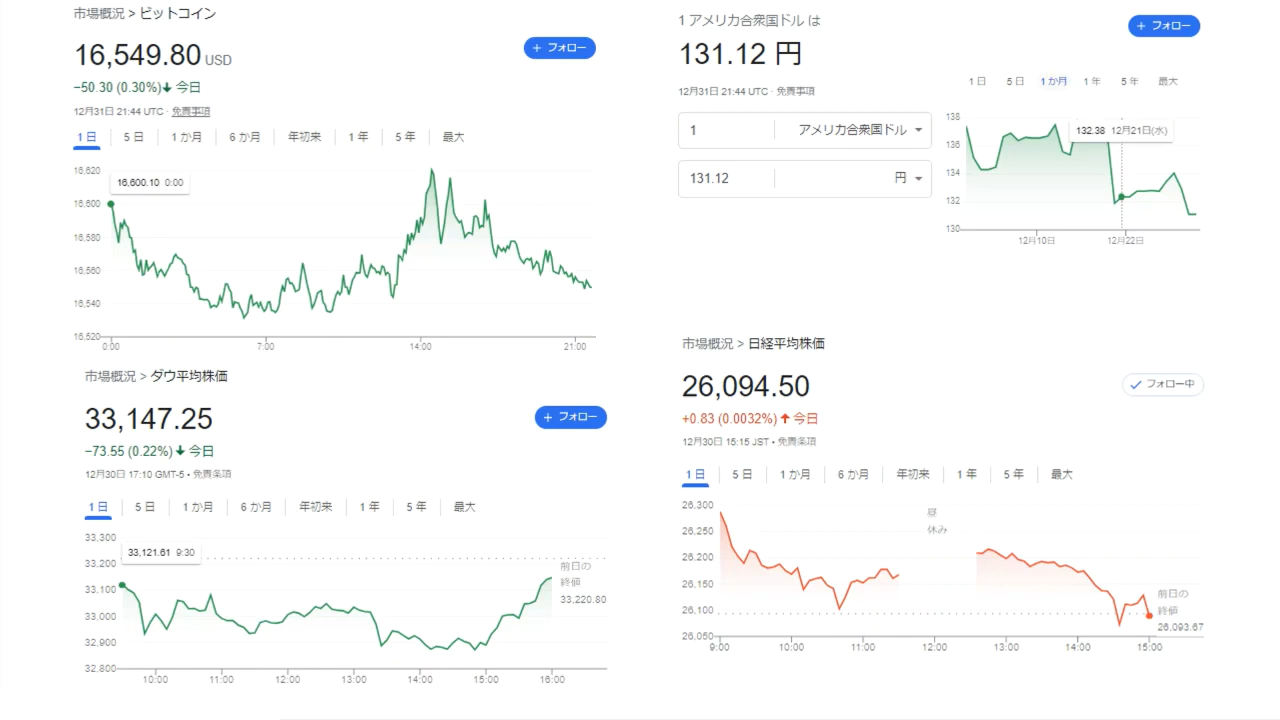 市場概況 > ビットコイン
16,549.80 USD
+ フォロー
−50.30 (0.30%)↓ 今日
12月31日 21:44 UTC · 免責事項
1 日 5 日 1 か月 6 か月 年初来 1 年 5 年 最大
16,620
16,600.10 0:00
16,600
16,580
16,560
16,540
16,520
0:00 7:00 14:00 21:00
1 アメリカ合衆国ドル は
131.12 円
+ フォロー
12月31日 21:44 UTC · 免責事項
1 日 5 日 1 か月 1 年 5 年 最大
1 アメリカ合衆国ドル
131.12 円
138
132.38 12月21日(水)
136
134
132
130
12月10日 12月22日
市場概況 > ダウ平均株価
33,147.25
+ フォロー
−73.55 (0.22%)↓ 今日
12月30日 17:10 GMT-5 • 免責条項
1 日 5 日 1 か月 6 か月 年初来 1 年 5 年 最大
33,300
33,121.61 9:30
33,200
33,100
33,000
32,900
32,800
前日の
終値
33,220.80
10:00 11:00 12:00 13:00 14:00 15:00 16:00
市場概況 > 日経平均株価
26,094.50
フォロー中
+0.83 (0.0032%)↑ 今日
12月30日 15:15 JST • 免責条項
1 日 5 日 1 か月 6 か月 年初来 1 年 5 年 最大
26,300
26,250
26,200
26,150
26,100
26,050
昼
休み
前日の
終値
26,093.67
9:00 10:00 11:00 12:00 13:00 14:00 15:00